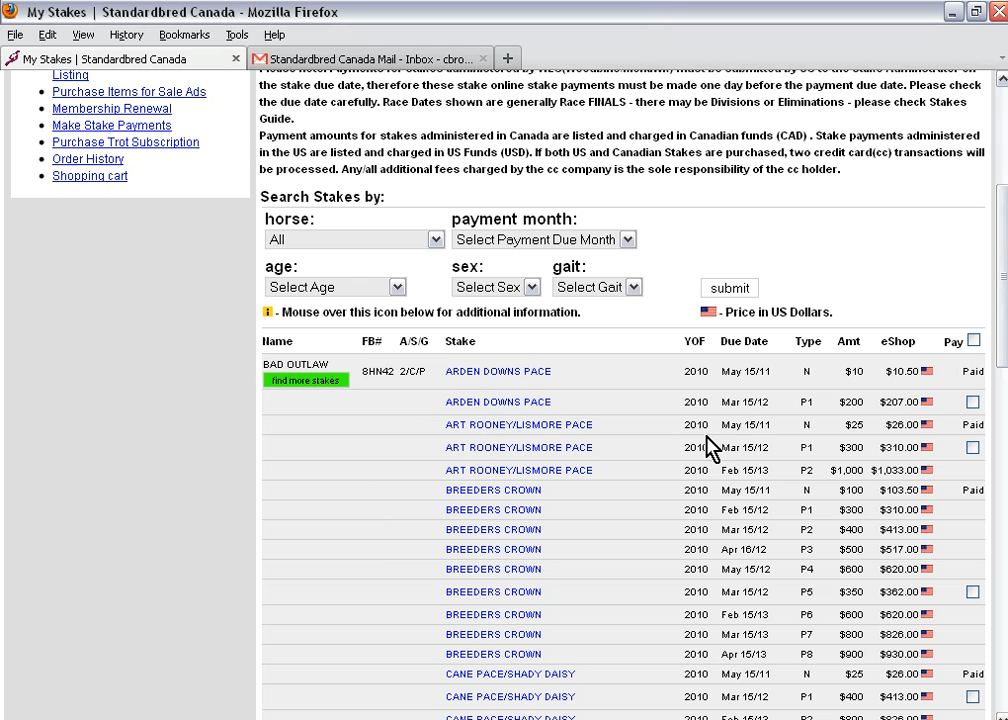 My Stakes | Standardbred Canada - Mozilla Firefox
File Edit View History Bookmarks Tools Help
My Stakes | Standardbred Canada × Standardbred Canada Mail - Inbox - cbro... × +
Listing
Purchase Items for Sale Ads
Membership Renewal
Make Stake Payments
Purchase Trot Subscription
Order History
Shopping cart
the stake due date, therefore these stake online stake payments must be made one day before the payment due date. Please check
the due date carefully. Race Dates shown are generally Race FINALS - there may be Divisions or Eliminations - please check Stakes
Guide.
Payment amounts for stakes administered in Canada are listed and charged in Canadian funds (CAD) . Stake payments administered
in the US are listed and charged in US Funds (USD). If both US and Canadian Stakes are purchased, two credit card(cc) transactions will
be processed. Any/all additional fees charged by the cc company is the sole responsibility of the cc holder.
Search Stakes by:
horse: payment month:
All Select Payment Due Month
age: sex: gait:
Select Age Select Sex Select Gait submit
i - Mouse over this icon below for additional information. - Price in US Dollars.
Name FB# A/S/G Stake YOF Due Date Type Amt eShop Pay
BAD OUTLAW 8HN42 2/C/P ARDEN DOWNS PACE 2010 May 15/11 N $10 $10.50 Paid
find more stakes
ARDEN DOWNS PACE 2010 Mar 15/12 P1 $200 $207.00
ART ROONEY/LISMORE PACE 2010 May 15/11 N $25 $26.00 Paid
ART ROONEY/LISMORE PACE 2010 Mar 15/12 P1 $300 $310.00
ART ROONEY/LISMORE PACE 2010 Feb 15/13 P2 $1,000 $1,033.00
BREEDERS CROWN 2010 May 15/11 N $100 $103.50 Paid
BREEDERS CROWN 2010 Feb 15/12 P1 $300 $310.00
BREEDERS CROWN 2010 Mar 15/12 P2 $400 $413.00
BREEDERS CROWN 2010 Apr 16/12 P3 $500 $517.00
BREEDERS CROWN 2010 May 15/12 P4 $600 $620.00
BREEDERS CROWN 2010 Mar 15/12 P5 $350 $362.00
BREEDERS CROWN 2010 Feb 15/13 P6 $600 $620.00
BREEDERS CROWN 2010 Mar 15/13 P7 $800 $826.00
BREEDERS CROWN 2010 Apr 15/13 P8 $900 $930.00
CANE PACE/SHADY DAISY 2010 May 15/11 N $25 $26.00 Paid
CANE PACE/SHADY DAISY 2010 Mar 15/12 P1 $400 $413.00
CANE PACE/SHADY DAISY 2010